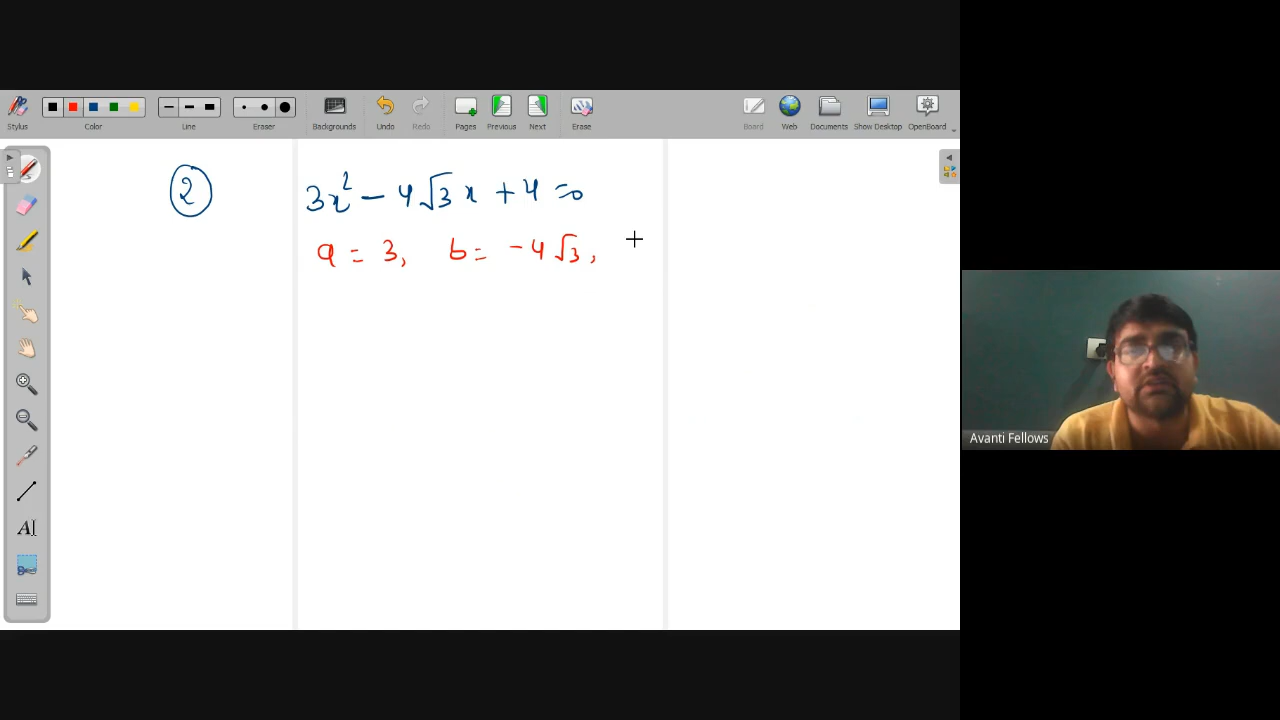 Stylus Color Line Eraser Backgrounds Undo Redo Pages Previous Next Erase Board Web Documents Show Desktop OpenBoard
② 3x² - 4√3x + 4 = 0
a = 3, b = -4√3,
Avanti Fellows